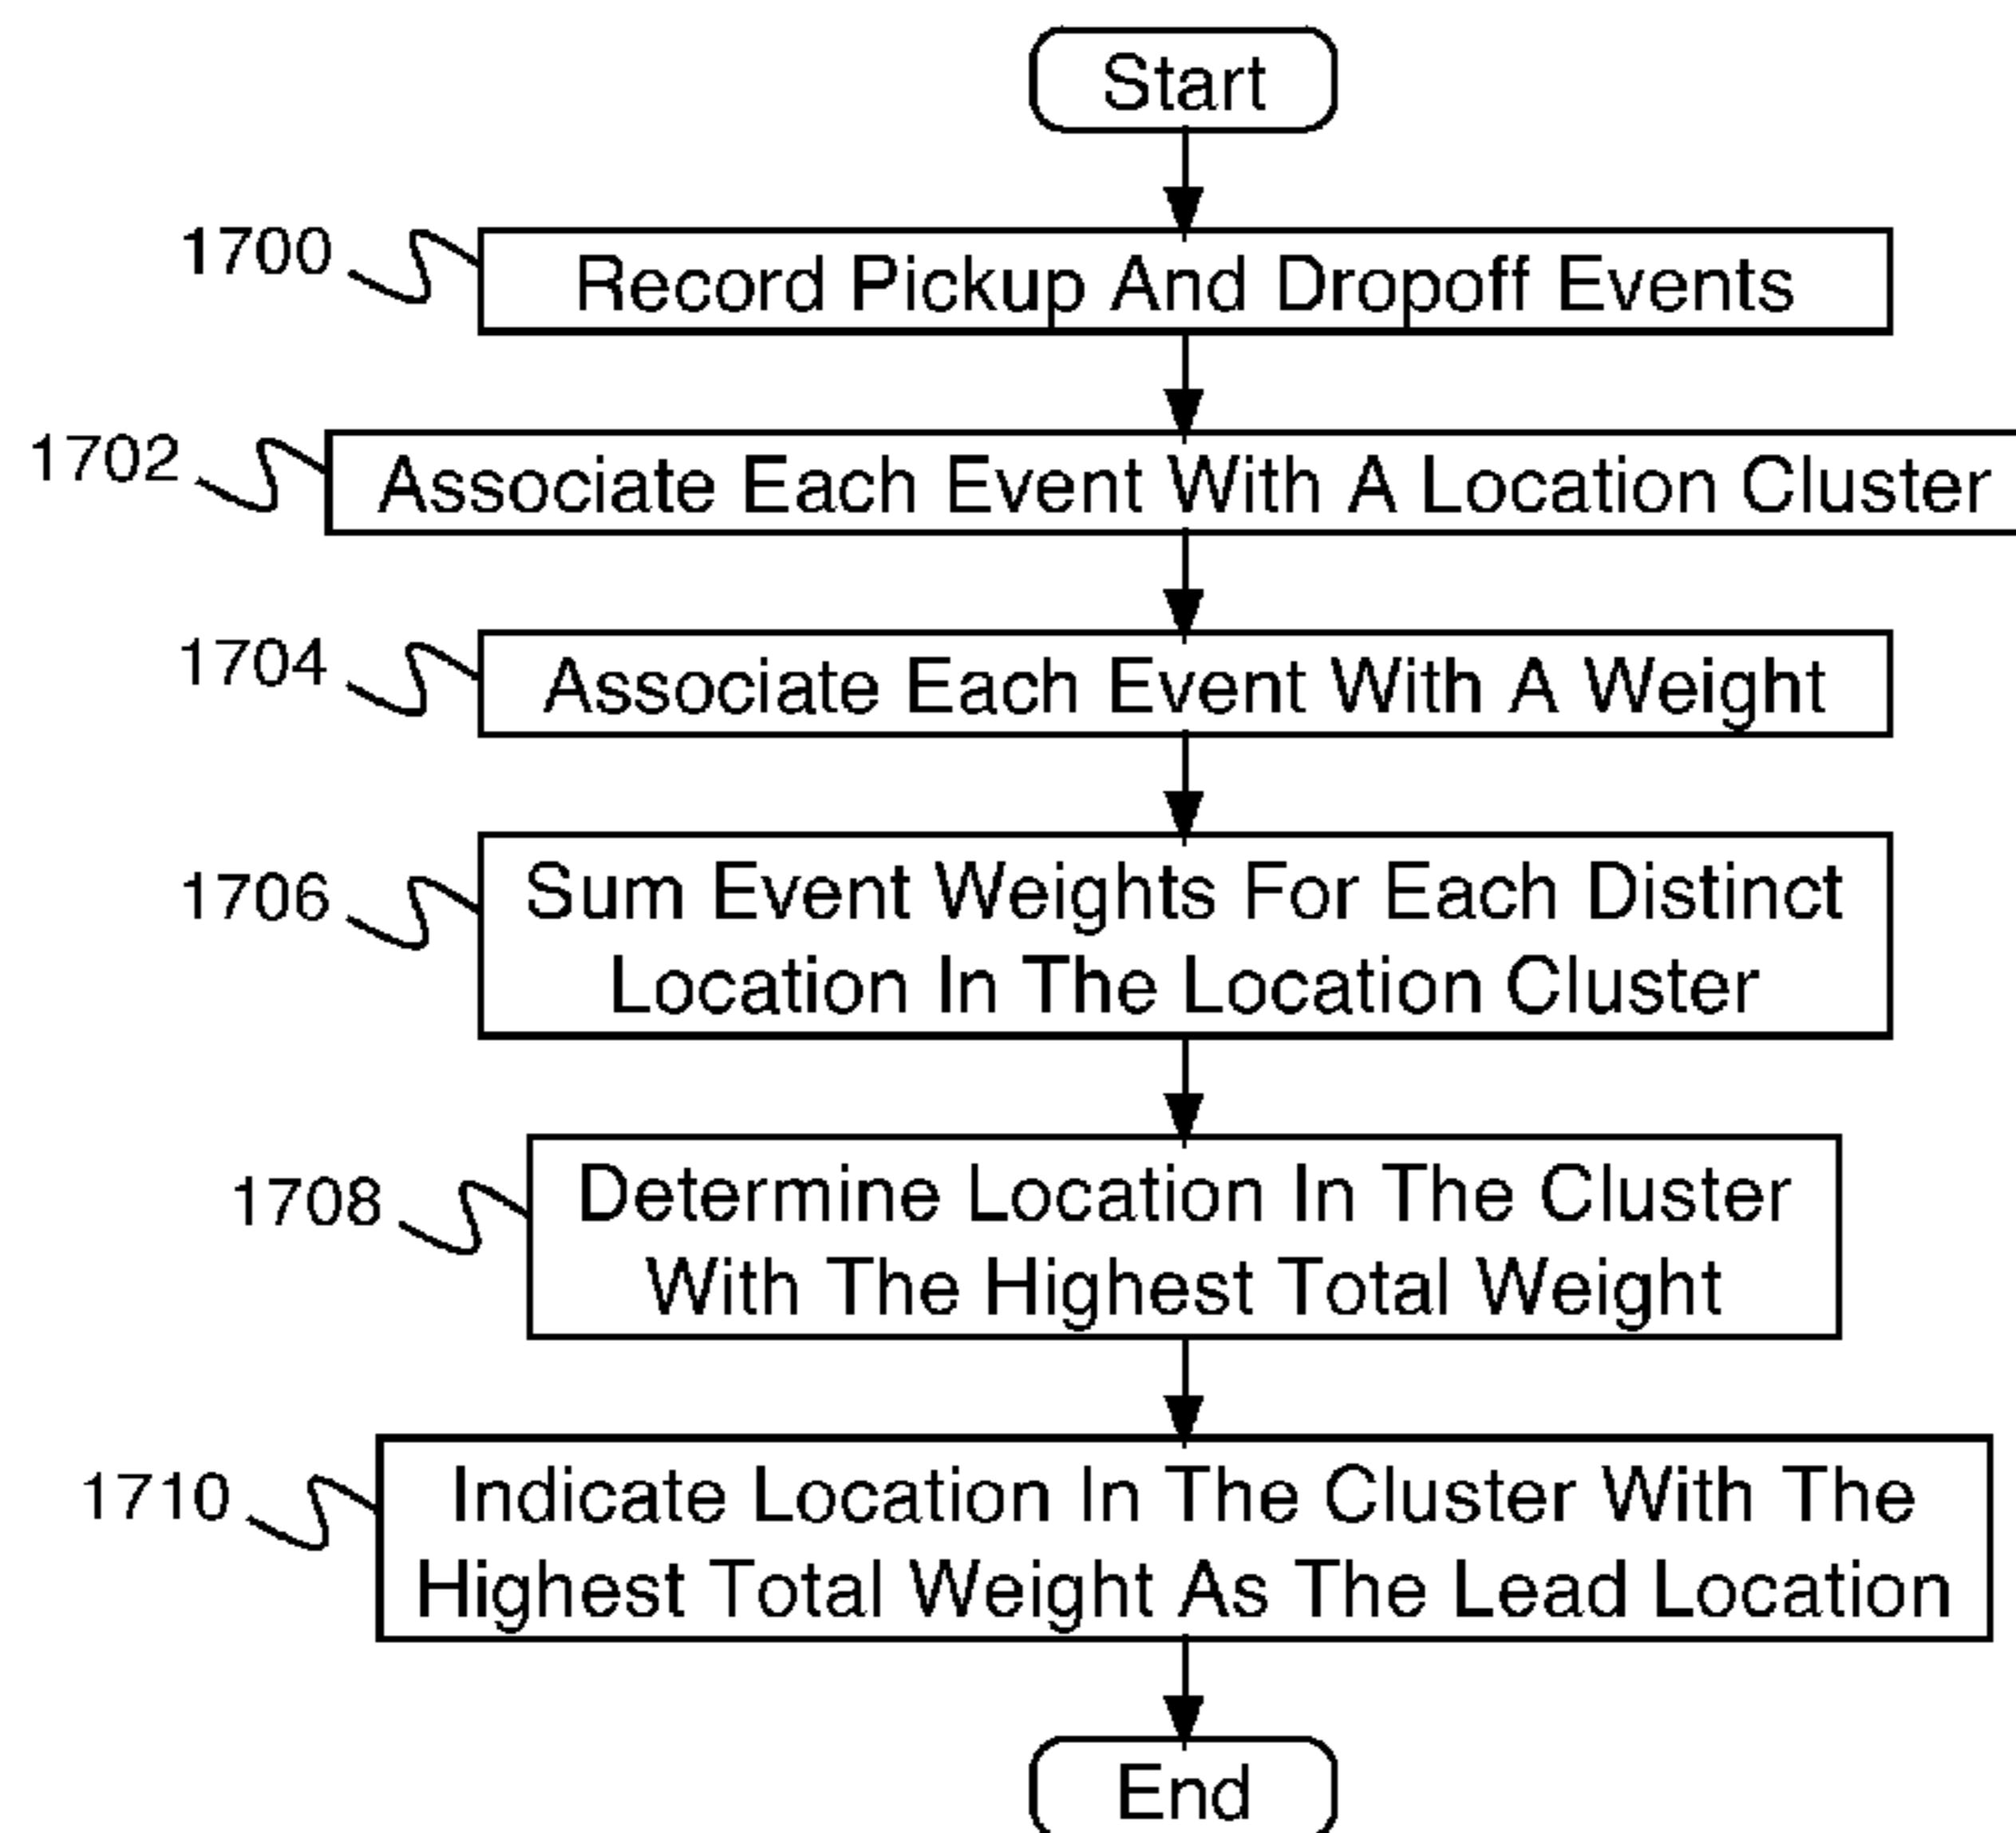 Start
1700
Record Pickup And Dropoff Events
1702
Associate Each Event With A Location Cluster
1704
Associate Each Event With A Weight
1706
Sum Event Weights For Each Distinct
Location In The Location Cluster
1708
Determine Location In The Cluster
With The Highest Total Weight
1710
Indicate Location In The Cluster With The
Highest Total Weight As The Lead Location
End